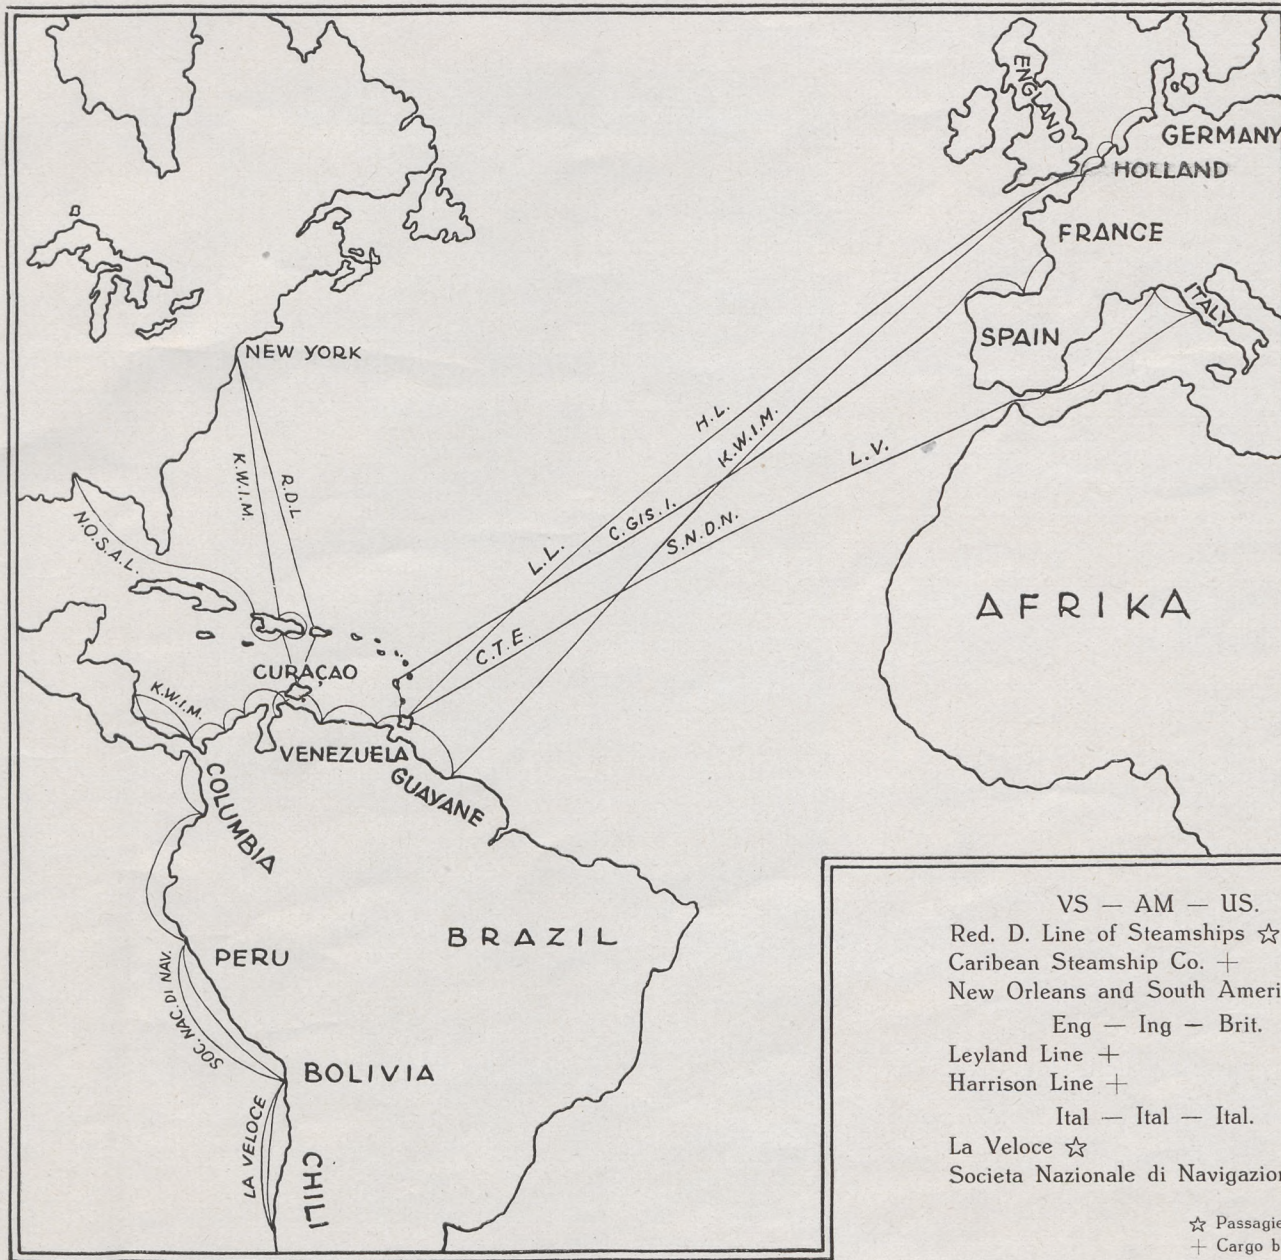 ENGLAND
GERMANY
HOLLAND
FRANCE
ITALY
SPAIN
NEW YORK
H.L.
K.W.I.M.
L.V.
K.W.I.M.
R.D.L
C.GIS.I.
S.N.D.N.
N.O.S.A.L.
L.L.
AFRIKA
C.T.E.
CURAÇAO
K.W.I.M.
VENEZUELA
GUAYANE
COLUMBIA
BRAZIL
PERU
SOC. NAC. DI NAV.
BOLIVIA
LA VELOCE
CHILI
VS — AM — US.
Red. D. Line of Steamships ☆
Caribean Steamship Co. +
New Orleans and South Ameri
Eng — Ing — Brit.
Leyland Line +
Harrison Line +
Ital — Ital — Ital.
La Veloce ☆
Societa Nazionale di Navigazion
☆ Passagie
+ Cargo b